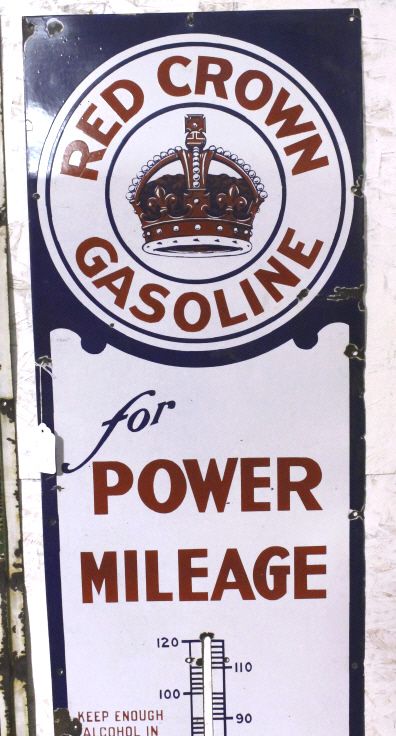 RED CROWN
GASOLINE
for
POWER
MILEAGE
120
110
100
90
KEEP ENOUGH
ALCOHOL IN